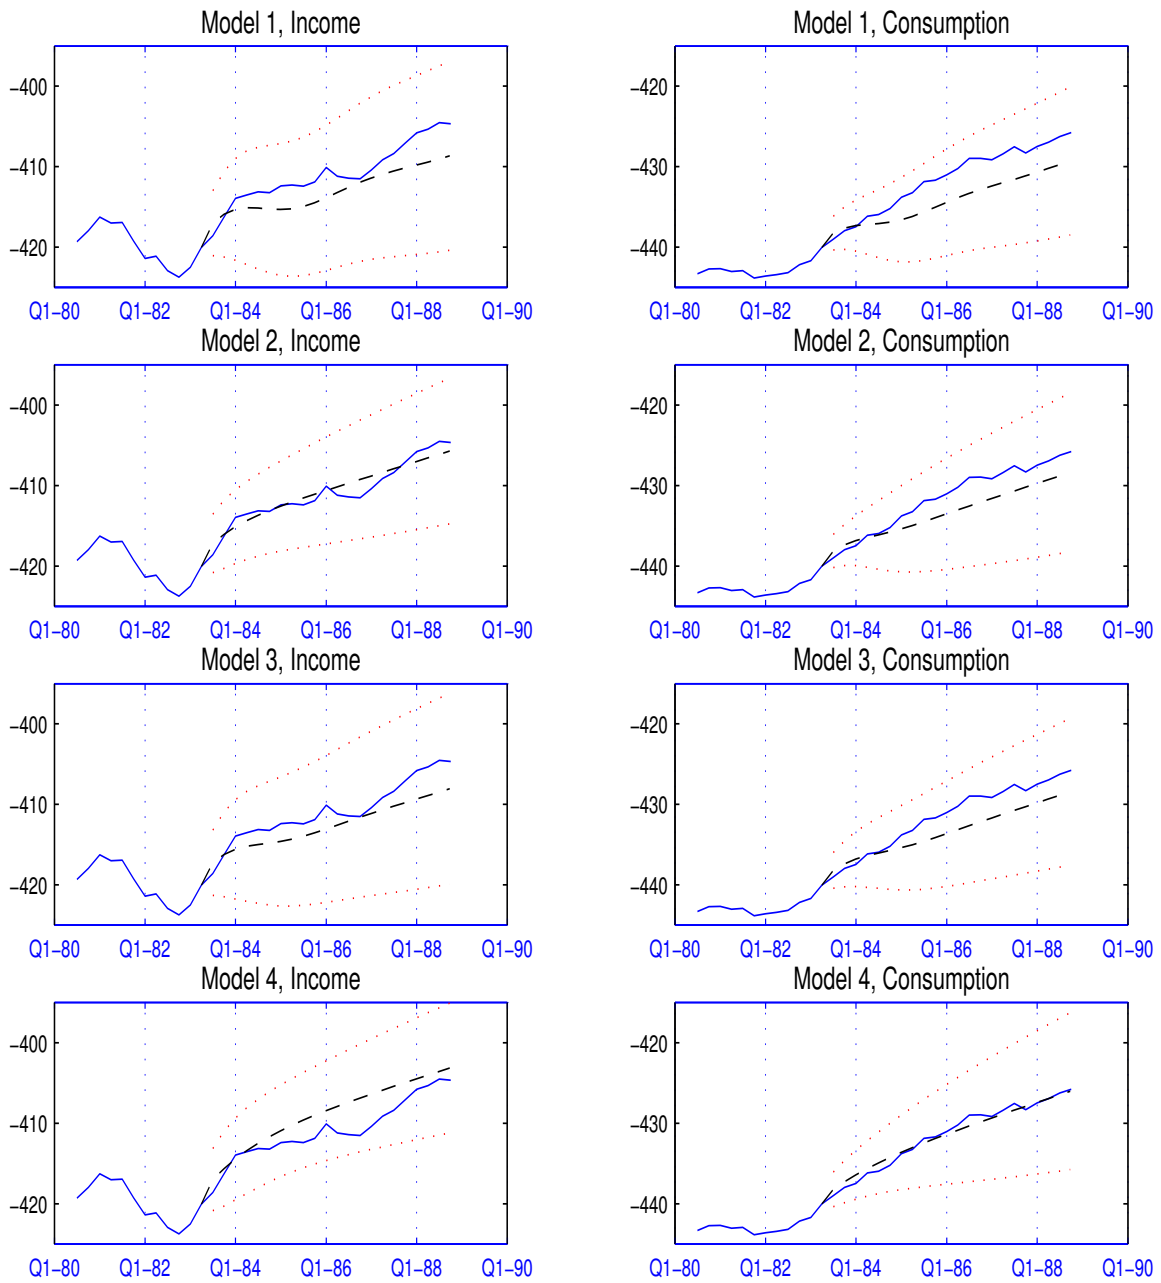 Model 1, Income
Model 1, Consumption
−400
−410
−420
Q1−80 Q1−82 Q1−84 Q1−86 Q1−88 Q1−90
−420
−430
−440
Q1−80 Q1−82 Q1−84 Q1−86 Q1−88 Q1−90
Model 2, Income
Model 2, Consumption
−400
−410
−420
Q1−80 Q1−82 Q1−84 Q1−86 Q1−88 Q1−90
−420
−430
−440
Q1−80 Q1−82 Q1−84 Q1−86 Q1−88 Q1−90
Model 3, Income
Model 3, Consumption
−400
−410
−420
Q1−80 Q1−82 Q1−84 Q1−86 Q1−88 Q1−90
−420
−430
−440
Q1−80 Q1−82 Q1−84 Q1−86 Q1−88 Q1−90
Model 4, Income
Model 4, Consumption
−400
−410
−420
Q1−80 Q1−82 Q1−84 Q1−86 Q1−88 Q1−90
−420
−430
−440
Q1−80 Q1−82 Q1−84 Q1−86 Q1−88 Q1−90